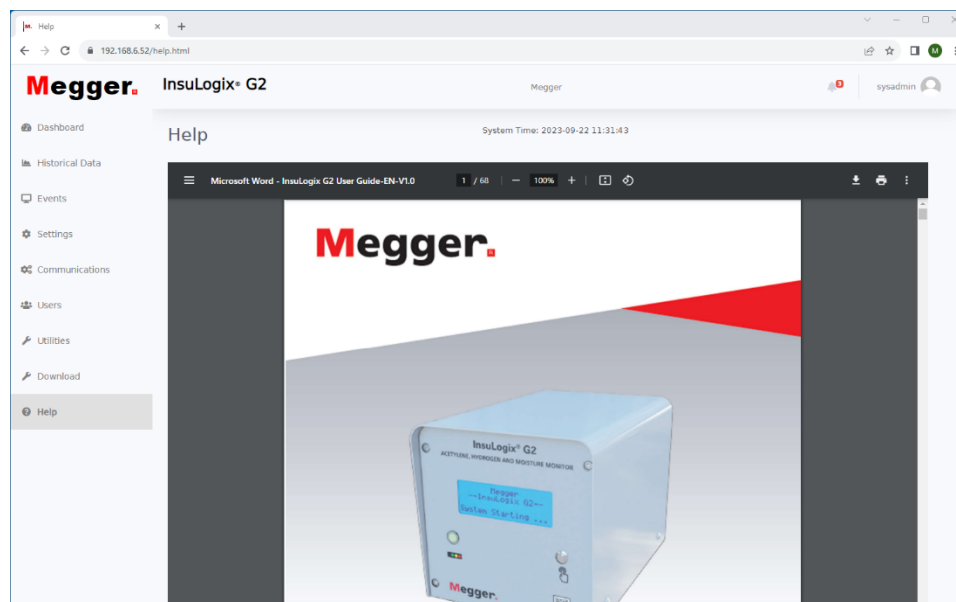 Help
192.168.6.52/help.html
M
Megger.
InsuLogix® G2
Megger
3
sysadmin
Dashboard
Historical Data
Events
Settings
Communications
Users
Utilities
Download
Help
Help
System Time: 2023-09-22 11:31:43
Microsoft Word - InsuLogix G2 User Guide-EN-V1.0
1 / 68
100%
Megger.
InsuLogix® G2
ACETYLENE, HYDROGEN AND MOISTURE MONITOR
Megger
--InsuLogix G2--
System Starting ...
Megger.